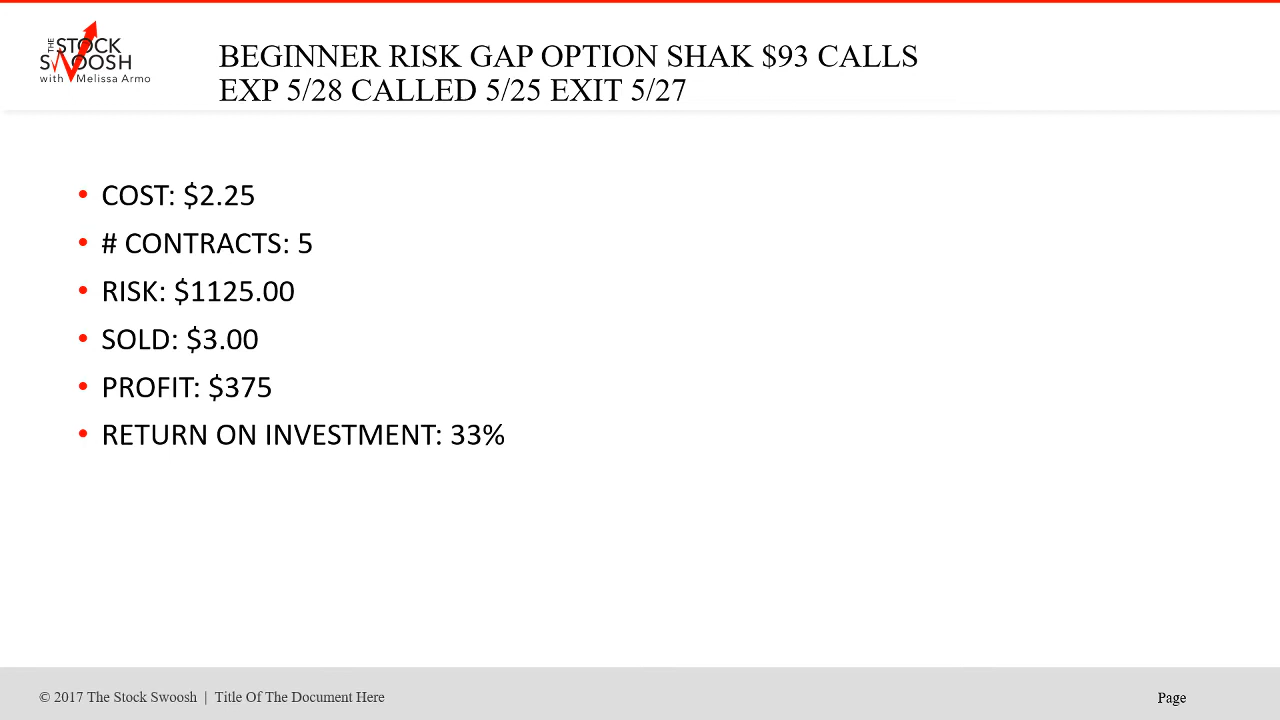 THE STOCK
SWOOSH
with Melissa Armo
BEGINNER RISK GAP OPTION SHAK $93 CALLS
EXP 5/28 CALLED 5/25 EXIT 5/27
• COST: $2.25
• # CONTRACTS: 5
• RISK: $1125.00
• SOLD: $3.00
• PROFIT: $375
• RETURN ON INVESTMENT: 33%
© 2017 The Stock Swoosh | Title Of The Document Here
Page